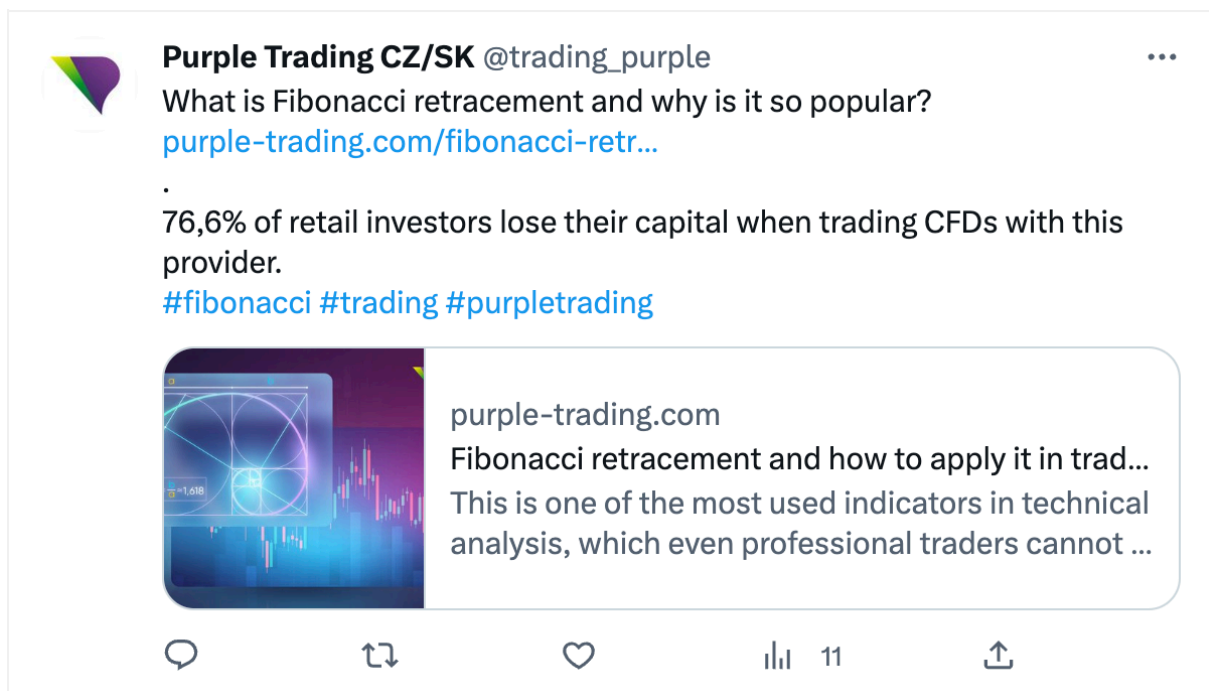 Purple Trading CZ/SK @trading_purple
What is Fibonacci retracement and why is it so popular?
purple-trading.com/fibonacci-retr...
.
76,6% of retail investors lose their capital when trading CFDs with this
provider.
#fibonacci #trading #purpletrading
=1,618
purple-trading.com
Fibonacci retracement and how to apply it in trad...
This is one of the most used indicators in technical
analysis, which even professional traders cannot ...
11